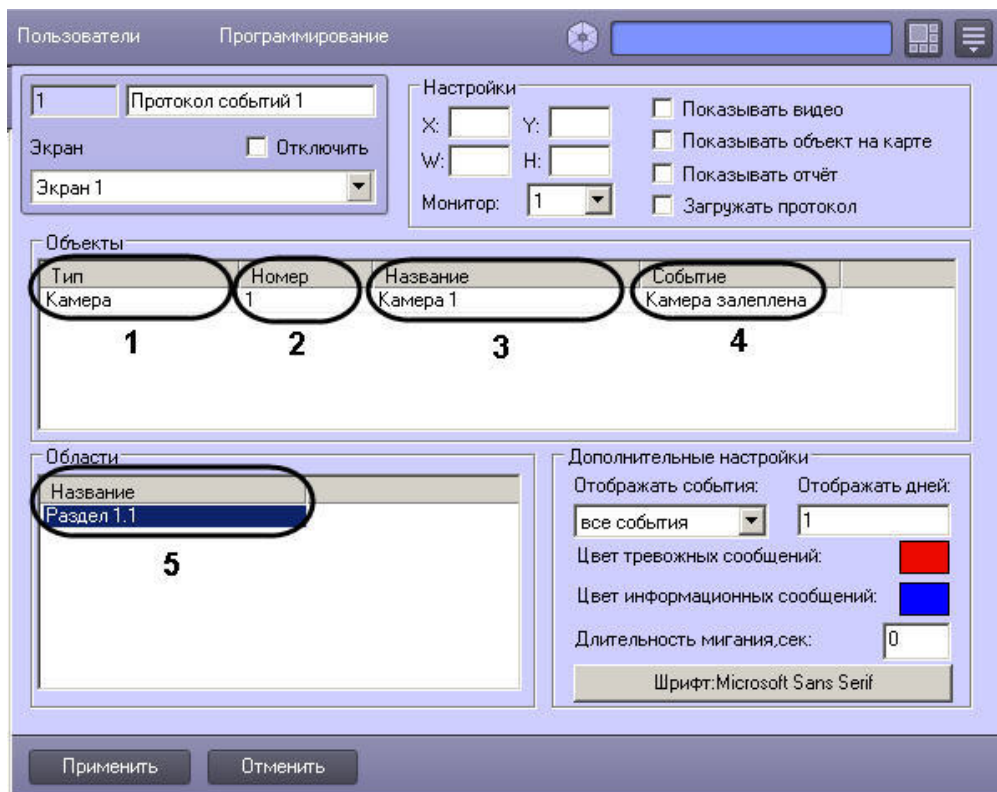 Пользователи Программирование
1 Протокол событий 1
Экран Отключить
Экран 1
Настройки
X: Y:
W: H:
Монитор: 1
Показывать видео
Показывать объект на карте
Показывать отчёт
Загружать протокол
Объекты
Тип Номер Название Событие
Камера 1 Камера 1 Камера залеплена
1 2 3 4
Области
Название
Раздел 1.1
5
Дополнительные настройки
Отображать события: Отображать дней:
все события 1
Цвет тревожных сообщений:
Цвет информационных сообщений:
Длительность мигания,сек: 0
Шрифт:Microsoft Sans Serif
Применить Отменить